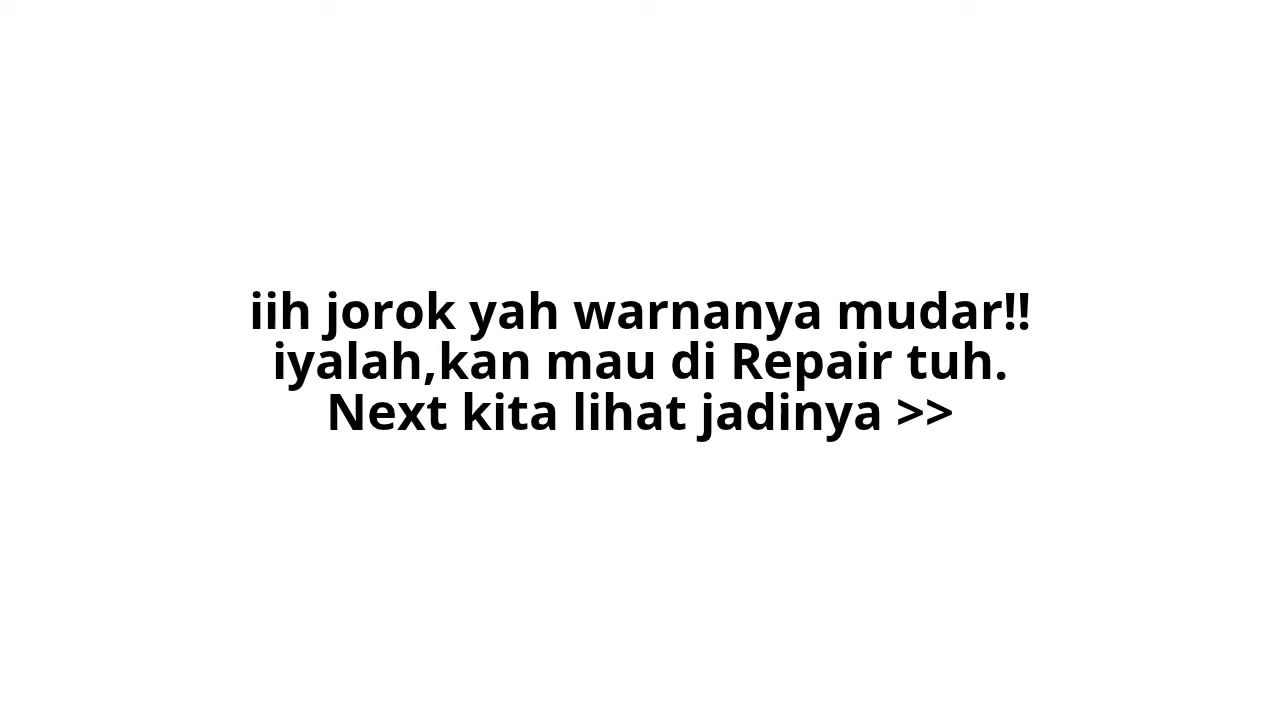 iih jorok yah warnanya mudar!!
iyalah,kan mau di Repair tuh.
Next kita lihat jadinya >>